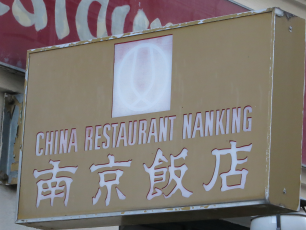 CHINA RESTAURANT NANKING
南京飯店